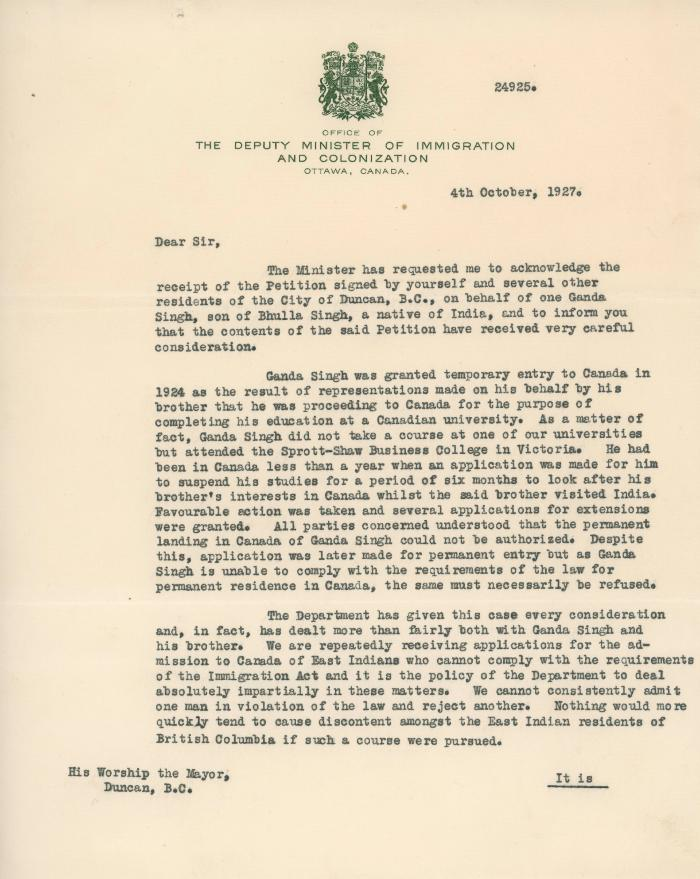 24925.
OFFICE OF
THE DEPUTY MINISTER OF IMMIGRATION
AND COLONIZATION
OTTAWA, CANADA.
4th October, 1927.
Dear Sir,
The Minister has requested me to acknowledge the
receipt of the Petition signed by yourself and several other
residents of the City of Duncan, B.C., on behalf of one Ganda
Singh, son of Bhulla Singh, a native of India, and to inform you
that the contents of the said Petition have received very careful
consideration.
Ganda Singh was granted temporary entry to Canada in
1924 as the result of representations made on his behalf by his
brother that he was proceeding to Canada for the purpose of
completing his education at a Canadian university. As a matter of
fact, Ganda Singh did not take a course at one of our universities
but attended the Sprott-Shaw Business College in Victoria. He had
been in Canada less than a year when an application was made for him
to suspend his studies for a period of six months to look after his
brother's interests in Canada whilst the said brother visited India.
Favourable action was taken and several applications for extensions
were granted. All parties concerned understood that the permanent
landing in Canada of Ganda Singh could not be authorized. Despite
this, application was later made for permanent entry but as Ganda
Singh is unable to comply with the requirements of the law for
permanent residence in Canada, the same must necessarily be refused.
The Department has given this case every consideration
and, in fact, has dealt more than fairly both with Ganda Singh and
his brother. We are repeatedly receiving applications for the ad-
mission to Canada of East Indians who cannot comply with the requirements
of the Immigration Act and it is the policy of the Department to deal
absolutely impartially in these matters. We cannot consistently admit
one man in violation of the law and reject another. Nothing would more
quickly tend to cause discontent amongst the East Indian residents of
British Columbia if such a course were pursued.
His Worship the Mayor,
Duncan, B.C.
It is